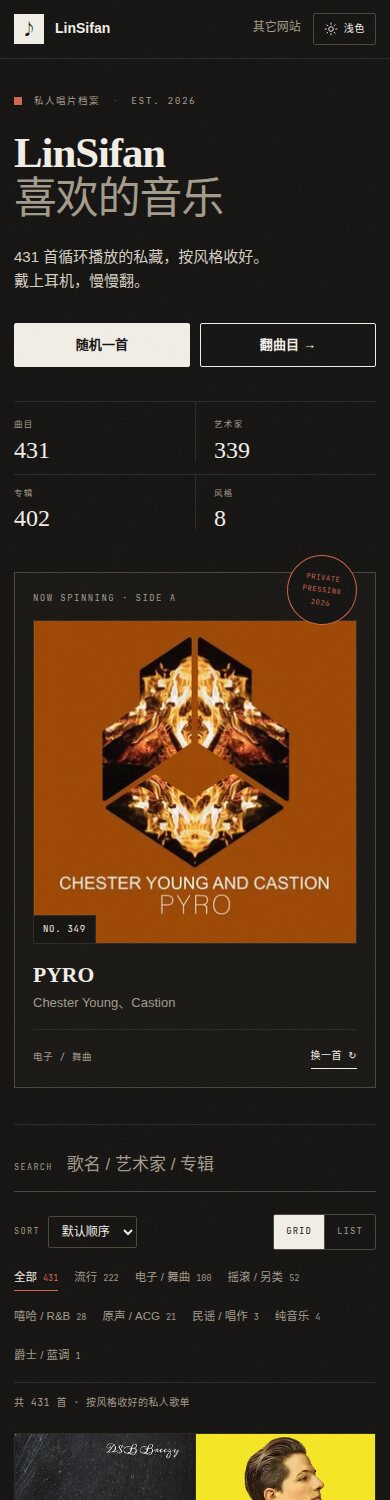 ♪ LinSifan 其它网站 浅色
私人唱片档案 · EST. 2026
LinSifan
喜欢的音乐
431 首循环播放的私藏，按风格收好。
戴上耳机，慢慢翻。
随机一首 翻曲目 →
曲目 艺术家
431 339
专辑 风格
402 8
PRIVATE
PRESSING
2026
NOW SPINNING · SIDE A
CHESTER YOUNG AND CASTION
PYRO
NO. 349
PYRO
Chester Young、Castion
电子 / 舞曲 换一首 ↻
SEARCH 歌名 / 艺术家 / 专辑
SORT 默认顺序 GRID LIST
全部 431 流行 222 电子 / 舞曲 100 摇滚 / 另类 52
嘻哈 / R&B 28 原声 / ACG 21 民谣 / 唱作 3 纯音乐 4
爵士 / 蓝调 1
共 431 首 · 按风格收好的私人歌单
DSB Breezy